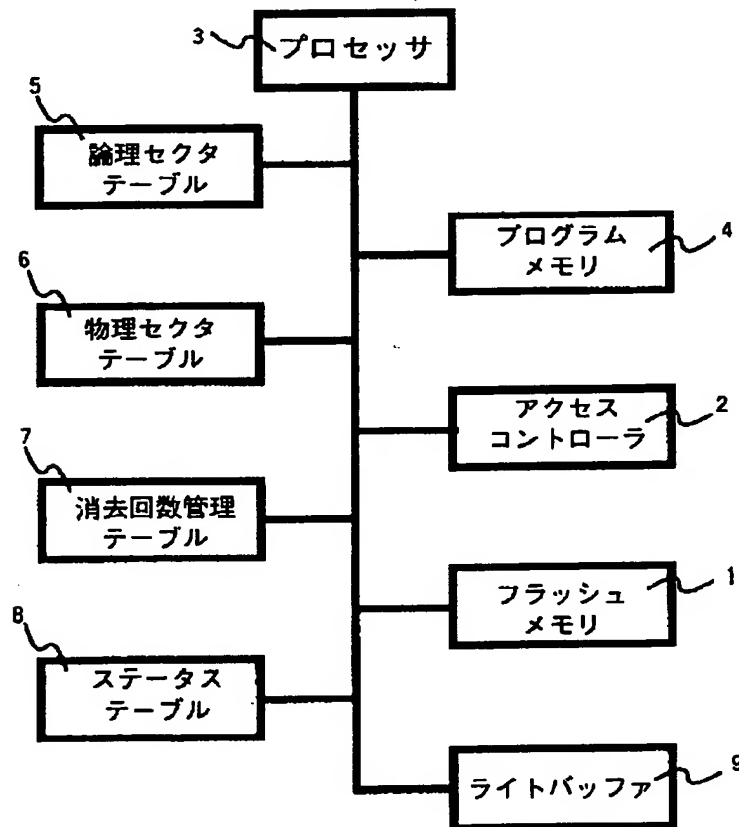 3
プロセッサ
5
論理セクタ
テーブル
プログラム
メモリ
4
6
物理セクタ
テーブル
アクセス
コントローラ
2
7
消去回数管理
テーブル
フラッシュ
メモリ
1
8
ステータス
テーブル
ライトバッファ
9